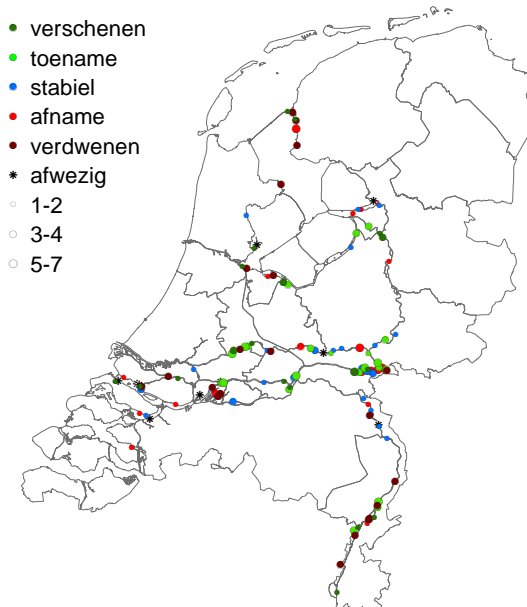 verschenen
toename
stabiel
afname
verdwenen
afwezig
1-2
3-4
5-7